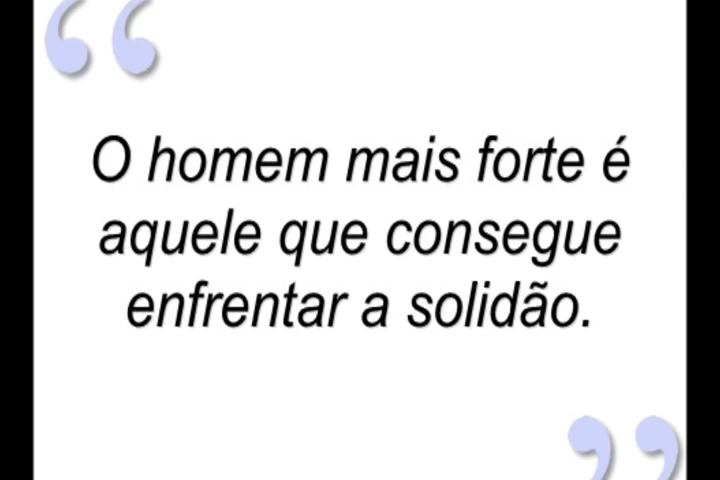 O homem mais forte é
aquele que consegue
enfrentar a solidão.